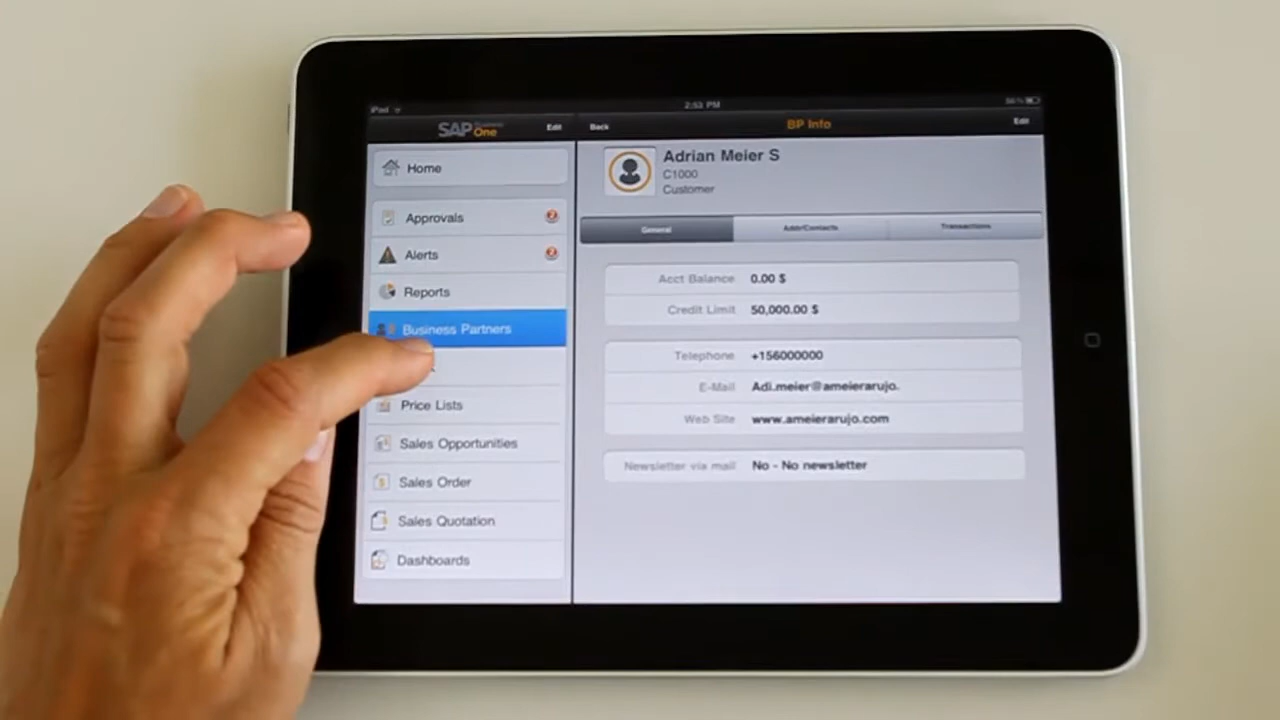 iPad
2:53 PM
SAP Business One
Edit
Back
BP Info
Edit
Home
Approvals 2
Alerts 2
Reports
Business Partners
Price Lists
Sales Opportunities
Sales Order
Sales Quotation
Dashboards
Adrian Meier S
C1000
Customer
General
Addr/Contacts
Transactions
Acct Balance 0.00 $
Credit Limit 50,000.00 $
Telephone +156000000
E-Mail Adi.meier@ameierarujo.
Web Site www.ameierarujo.com
Newsletter via mail No - No newsletter